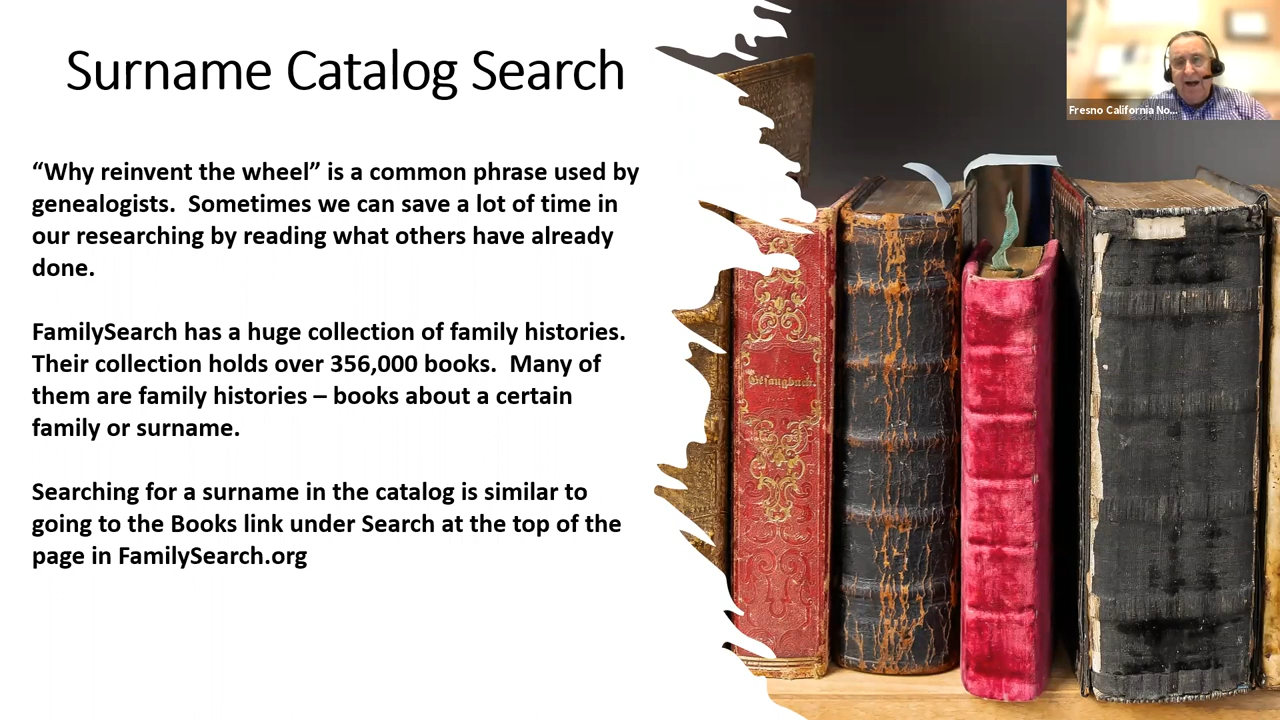 Surname Catalog Search
“Why reinvent the wheel” is a common phrase used by
genealogists.  Sometimes we can save a lot of time in
our researching by reading what others have already
done.
FamilySearch has a huge collection of family histories.
Their collection holds over 356,000 books.  Many of
them are family histories – books about a certain
family or surname.
Searching for a surname in the catalog is similar to
going to the Books link under Search at the top of the
page in FamilySearch.org
Fresno California No...
Gesangbuch.